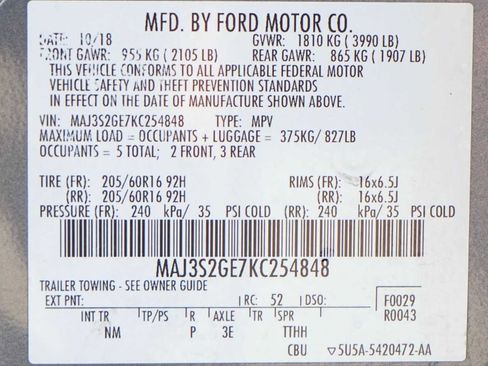 MFD. BY FORD MOTOR CO.
DATE: 10/18 GVWR: 1810 KG ( 3990 LB)
FRONT GAWR: 955 KG ( 2105 LB) REAR GAWR: 865 KG ( 1907 LB)
THIS VEHICLE CONFORMS TO ALL APPLICABLE FEDERAL MOTOR
VEHICLE SAFETY AND THEFT PREVENTION STANDARDS
IN EFFECT ON THE DATE OF MANUFACTURE SHOWN ABOVE.
VIN: MAJ3S2GE7KC254848 TYPE: MPV
MAXIMUM LOAD = OCCUPANTS + LUGGAGE = 375KG/ 827LB
OCCUPANTS = 5 TOTAL; 2 FRONT, 3 REAR
TIRE (FR): 205/60R16 92H RIMS (FR): 16x6.5J
(RR): 205/60R16 92H (RR): 16x6.5J
PRESSURE (FR): 240 kPa/ 35 PSI COLD (RR): 240 kPa/ 35 PSI COLD
MAJ3S2GE7KC254848
TRAILER TOWING - SEE OWNER GUIDE
EXT PNT: RC: 52 DSO: F0029
INT TR TP/PS R AXLE TR SPR R0043
NM P 3E TTHH
CBU ▽5U5A-5420472-AA